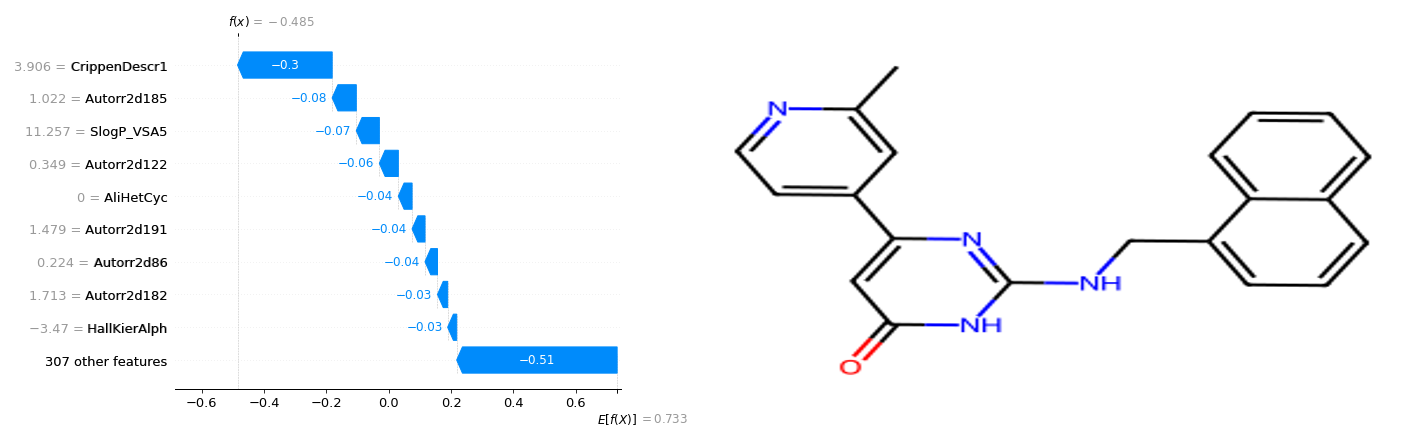 f(x) = −0.485
3.906 = CrippenDescr1
−0.3
1.022 = Autorr2d185
−0.08
11.257 = SlogP_VSA5
−0.07
0.349 = Autorr2d122
−0.06
0 = AliHetCyc
−0.04
1.479 = Autorr2d191
−0.04
0.224 = Autorr2d86
−0.04
1.713 = Autorr2d182
−0.03
−3.47 = HallKierAlph
−0.03
307 other features
−0.51
−0.6 −0.4 −0.2 0.0 0.2 0.4 0.6
E[f(X)] = 0.733
N
N
NH
NH
O